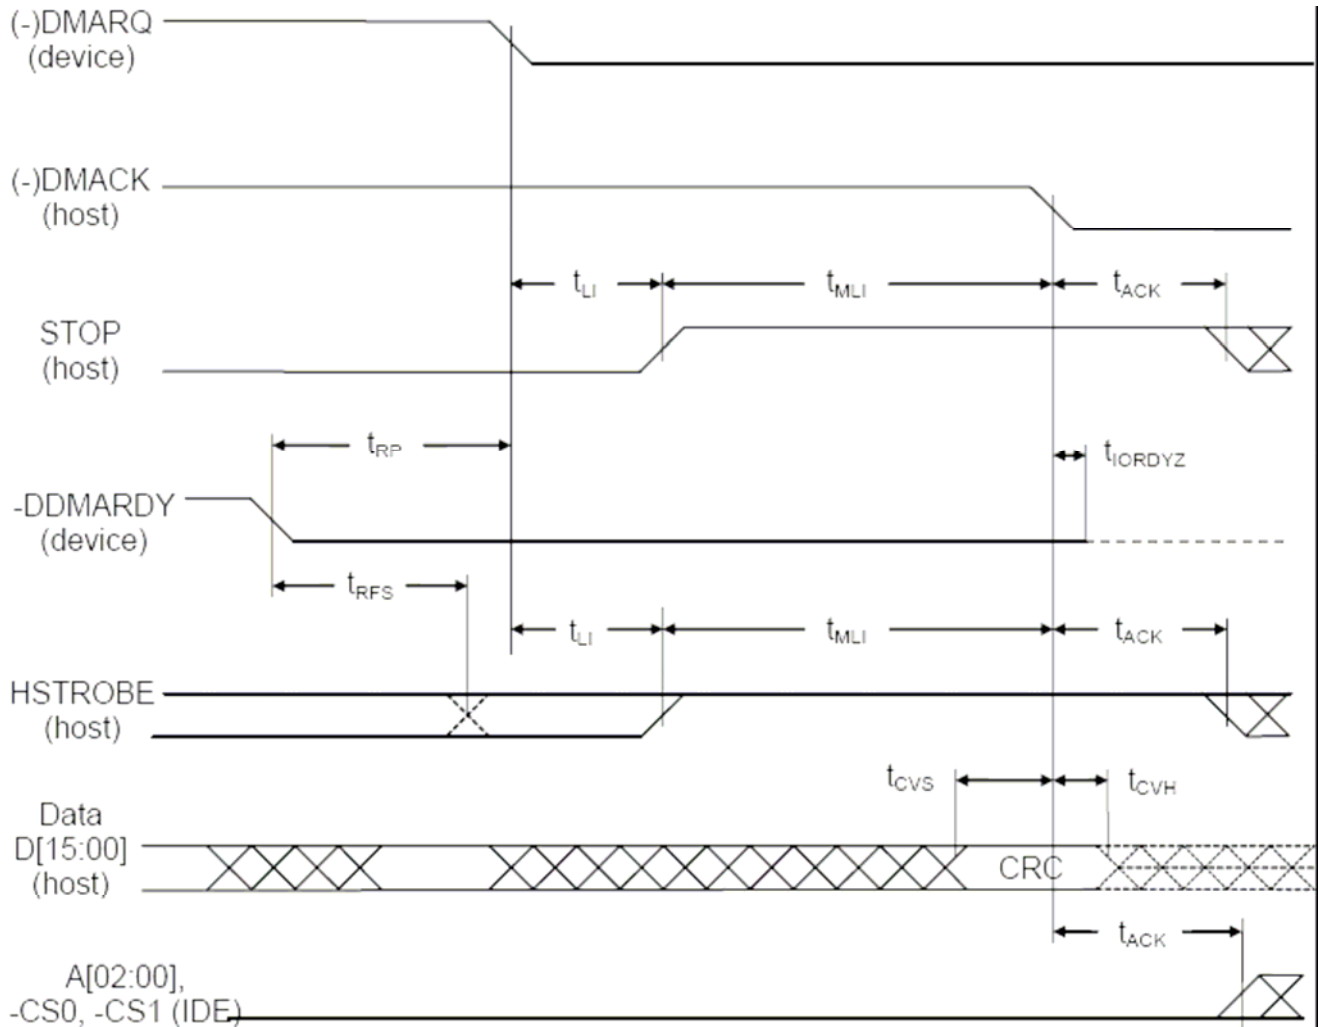 (-)DMARQ
(device)
(-)DMACK
(host)
tLI tMLI tACK
STOP
(host)
tRP
tIORDYZ
-DDMARDY
(device)
tRFS
tLI tMLI tACK
HSTROBE
(host)
tCVS tCVH
Data
D[15:00]
(host)
CRC
tACK
A[02:00],
-CS0, -CS1 (IDE)